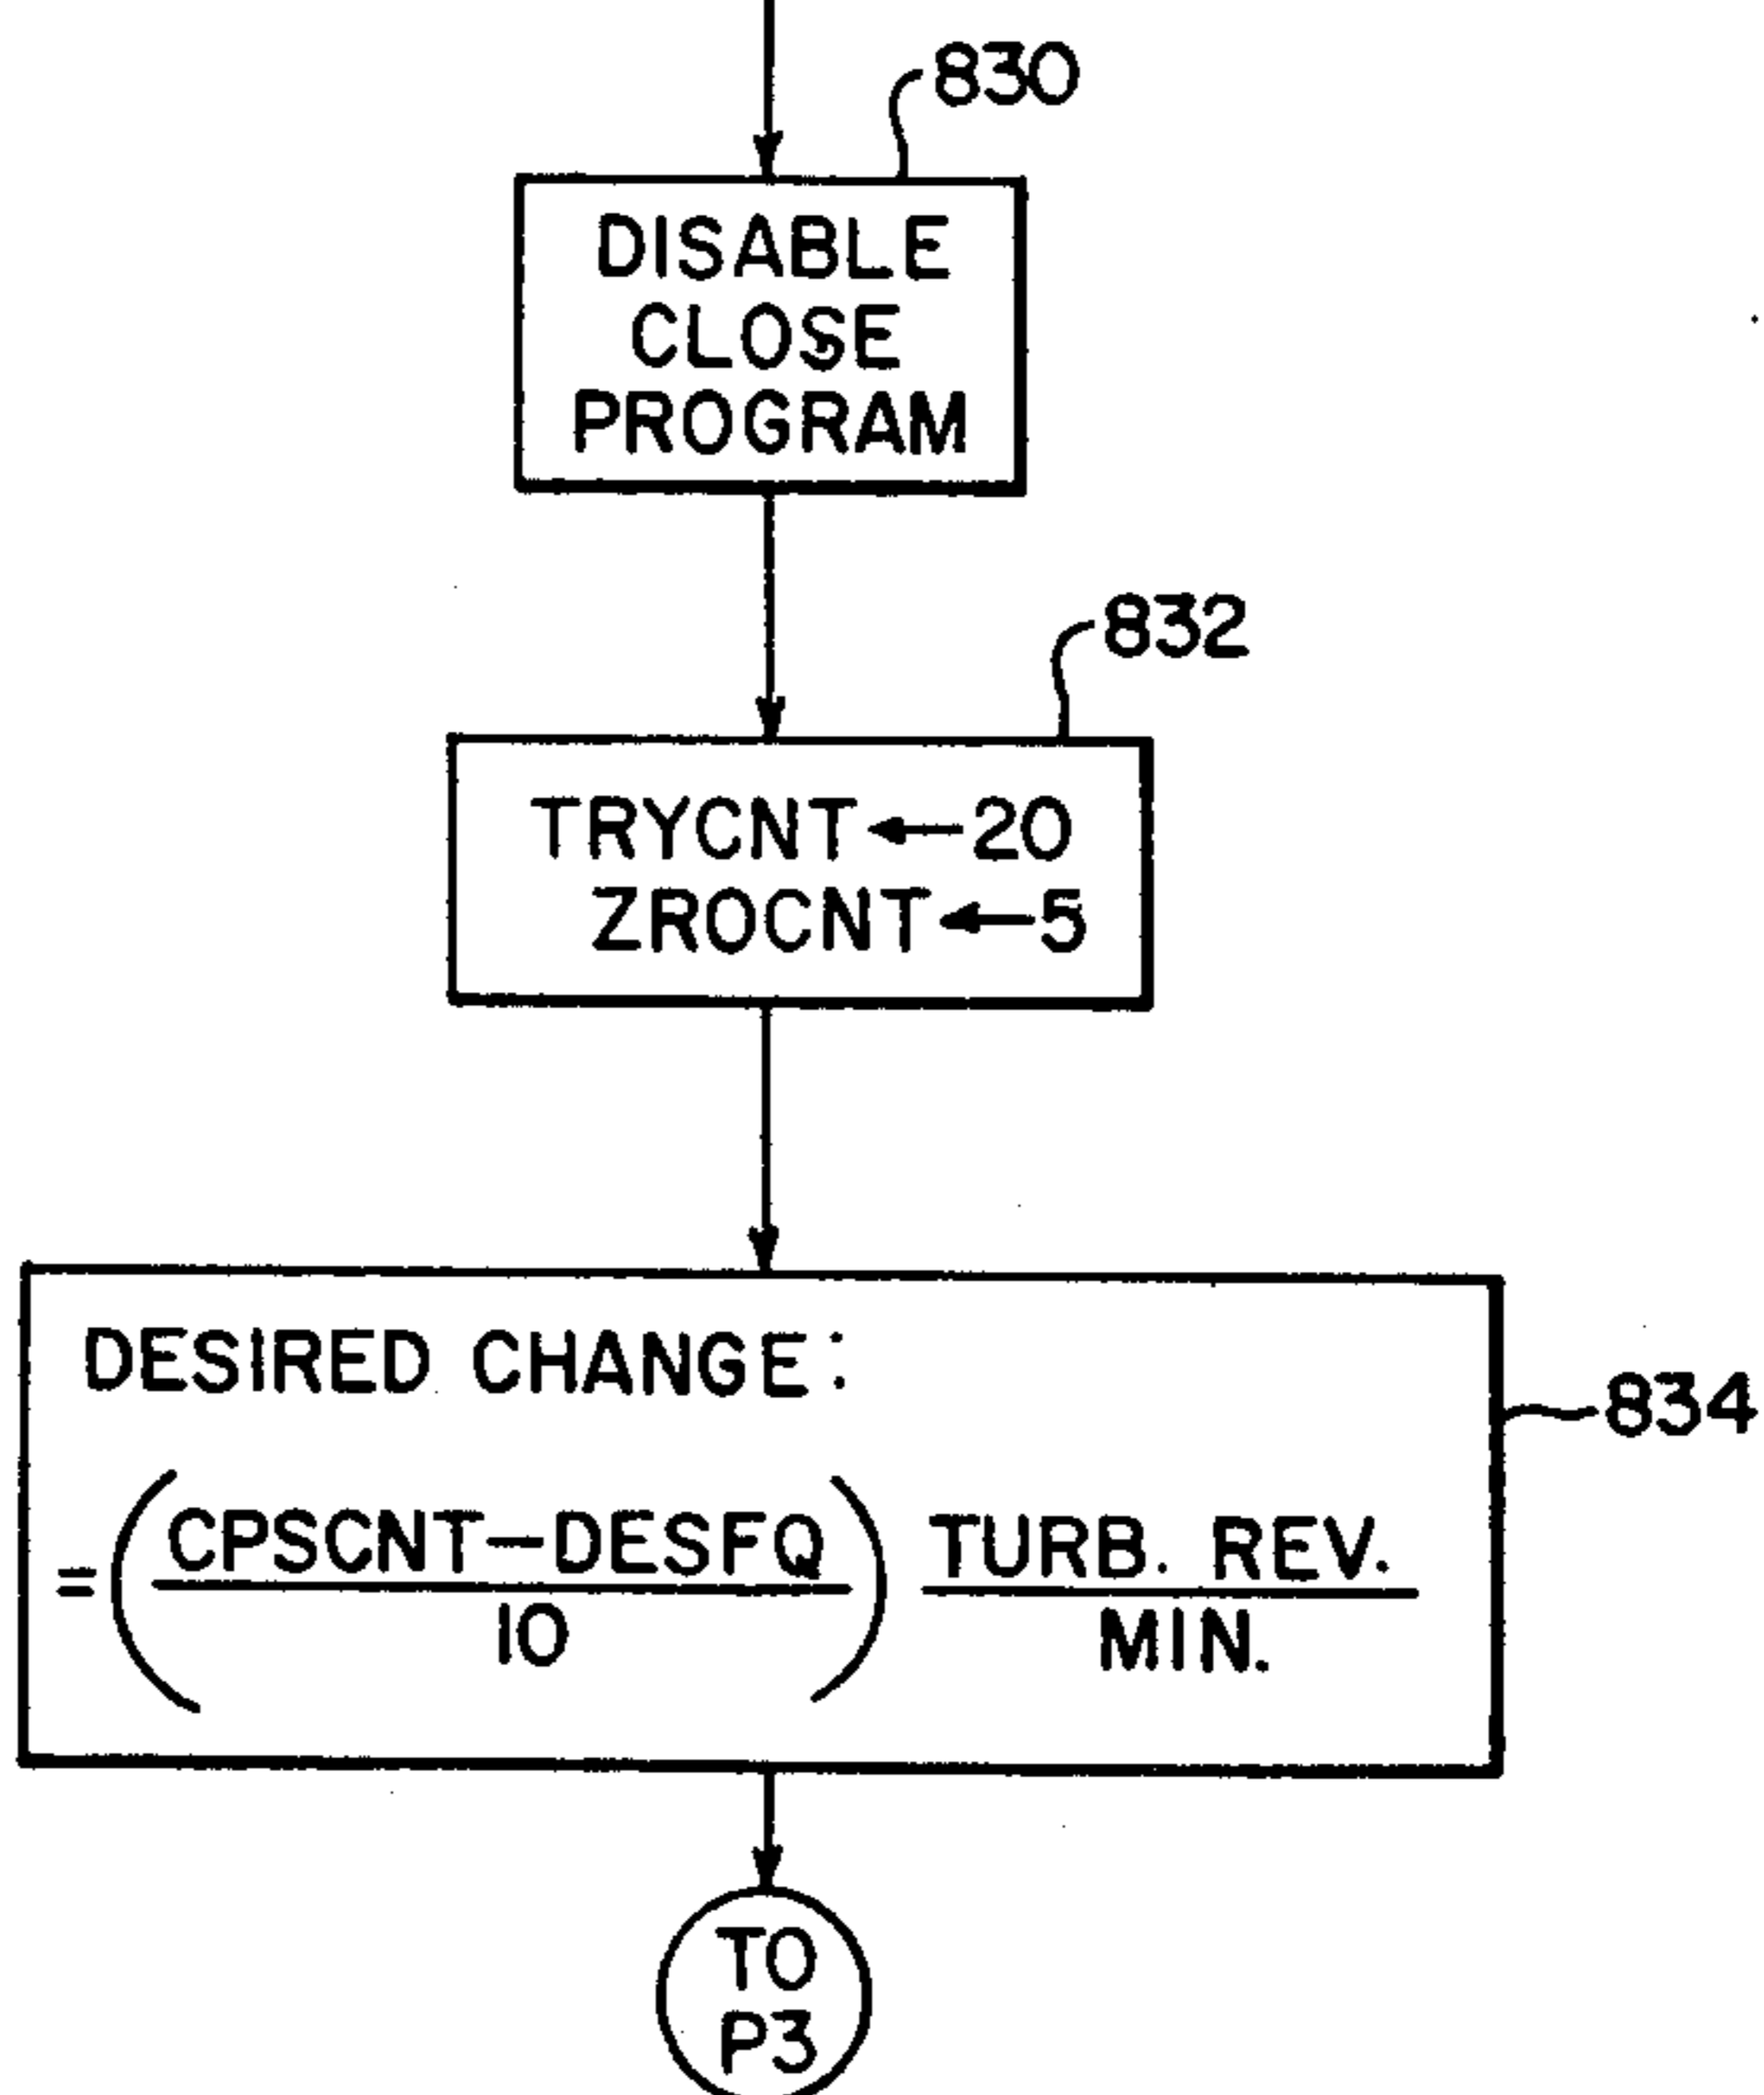 830
DISABLE
CLOSE
PROGRAM
832
TRYCNT←20
ZROCNT←5
DESIRED CHANGE:
834
=(CPSCNT-DESFQ/10) TURB. REV./MIN.
TO
P3